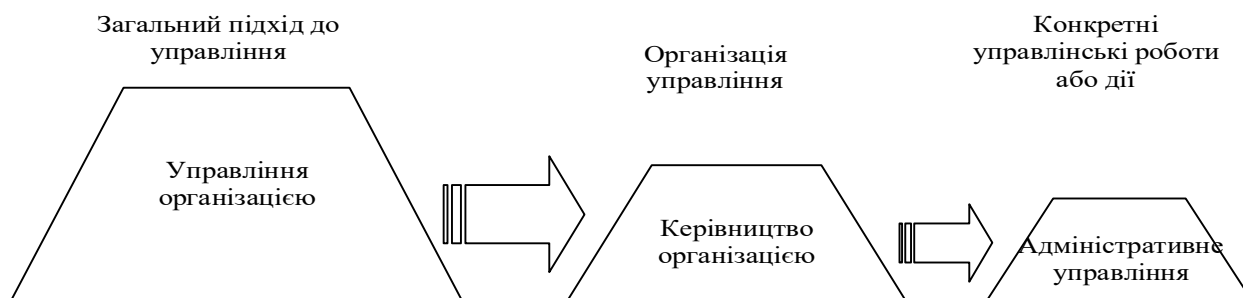 Загальний підхід до
управління
Управління
організацією
Організація
управління
Керівництво
організацією
Конкретні
управлінські роботи
або дії
Адміністративне
управління